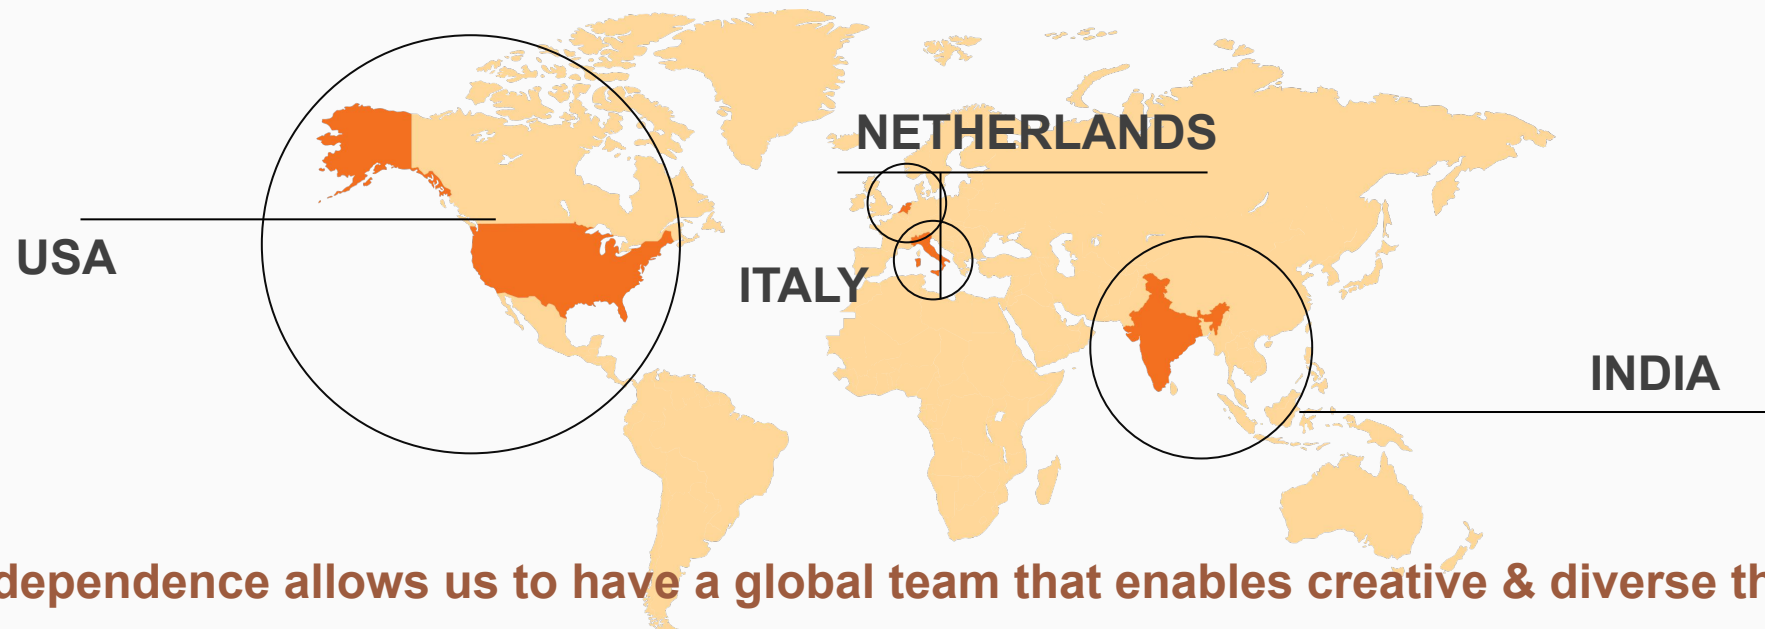 NETHERLANDS
USA
ITALY
INDIA
dependence allows us to have a global team that enables creative & diverse th